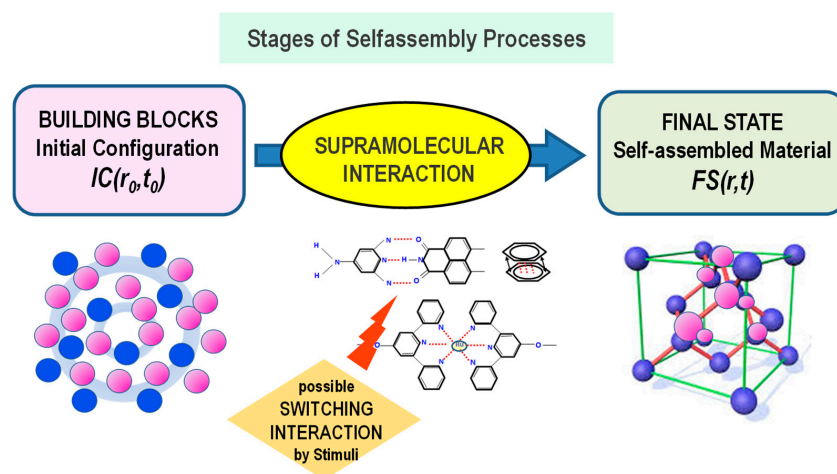 Stages of Selfassembly Processes
BUILDING BLOCKS
Initial Configuration
IC(r₀,t₀)
SUPRAMOLECULAR
INTERACTION
FINAL STATE
Self-assembled Material
FS(r,t)
H
N
O
H
N
N
H
N
N
O
N
N
N
N
O
N
Ru
N
O
N
N
possible
SWITCHING
INTERACTION
by Stimuli